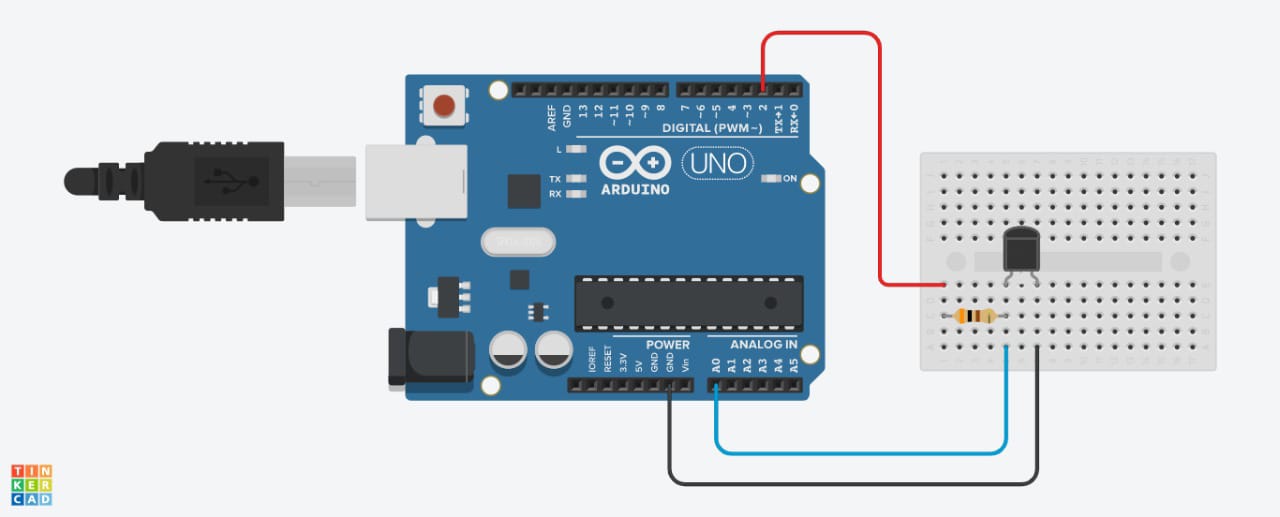 AREF
GND
13
12
~11
~10
~9
8
7
~6
~5
4
~3
2
TX→1
RX←0
DIGITAL (PWM~)
L
TX
RX
ARDUINO
UNO
ON
POWER
ANALOG IN
IOREF
RESET
3.3V
5V
GND
GND
Vin
A0
A1
A2
A3
A4
A5
TIN
KER
CAD